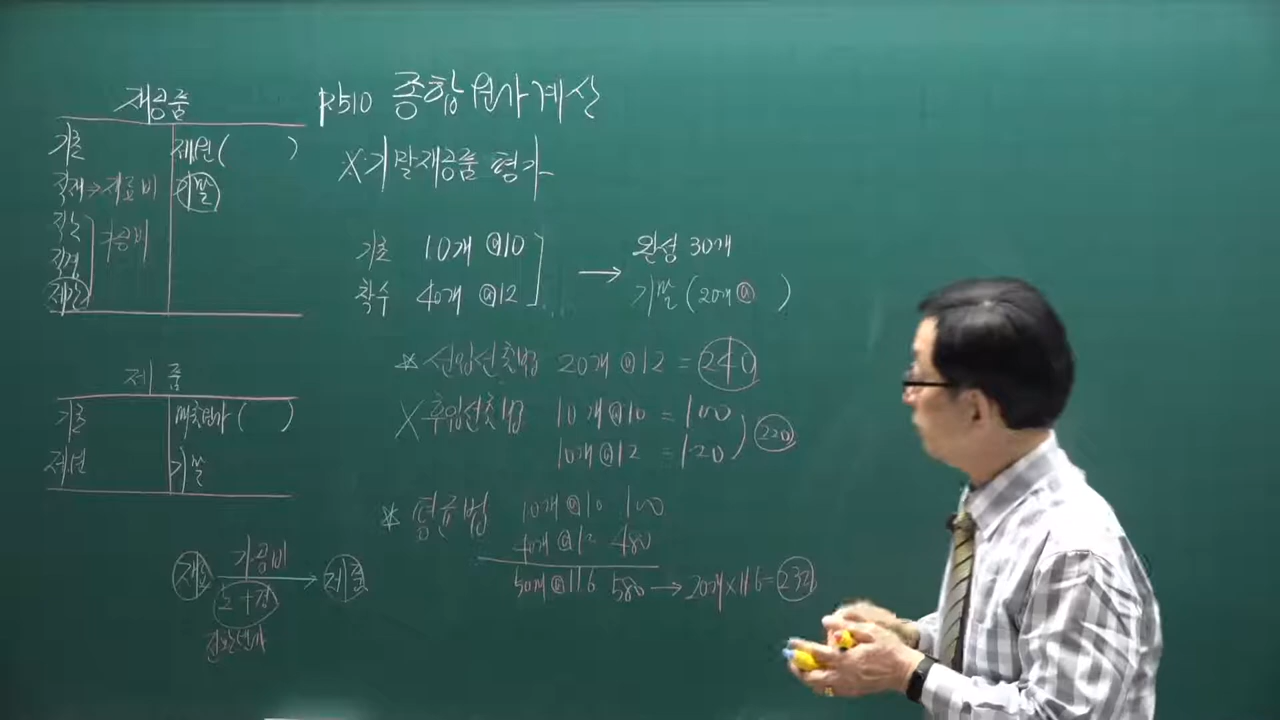 재공품
기초 제원( )
직재→재료비 기말
직노
직경 가공비
제간
제품
기초 매출원가( )
제원 기말
재료 가공비 제품
노+경
전환원가
P510 종합원가계산
※기말재공품 평가
기초 10개 @10
착수 40개 @12
→ 완성 30개
기말(20개@ )
* 선입선출법 20개@12=240
X 후입선출법 10개@10=100
10개@12=120 220
* 평균법 10개@10 100
40개@12 480
50개@11.6 580→20개×11.6=232